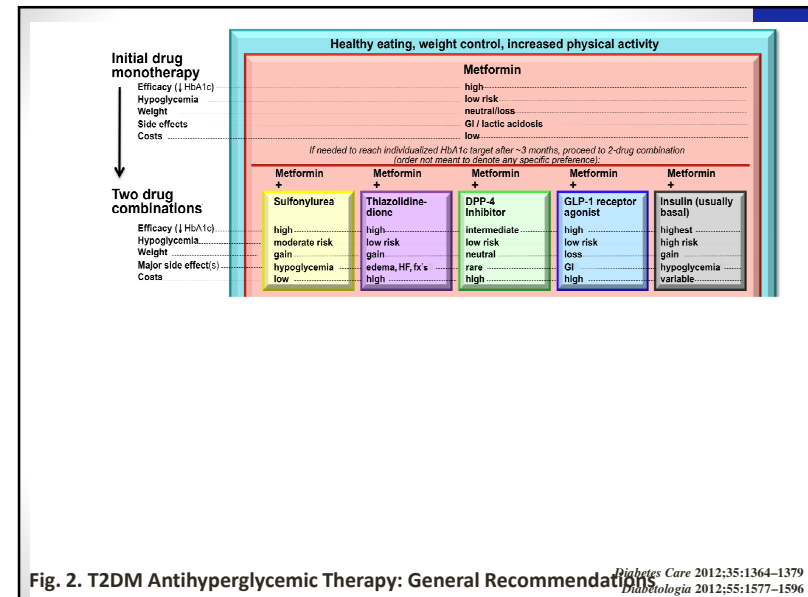 Healthy eating, weight control, increased physical activity
Initial drug
monotherapy
Metformin
Efficacy (↓HbA1c) high
Hypoglycemia low risk
Weight neutral/loss
Side effects GI / lactic acidosis
Costs low
If needed to reach individualized HbA1c target after ~3 months, proceed to 2-drug combination
(order not meant to denote any specific preference):
Metformin Metformin Metformin Metformin Metformin
+ + + + +
Two drug
combinations
Sulfonylurea Thiazolidine- DPP-4 GLP-1 receptor Insulin (usually
dione Inhibitor agonist basal)
Efficacy (↓HbA1c) high high intermediate high highest
Hypoglycemia moderate risk low risk low risk low risk high risk
Weight gain gain neutral loss gain
Major side effect(s) hypoglycemia edema, HF, fx's rare GI hypoglycemia
Costs low high high high variable
Fig. 2. T2DM Antihyperglycemic Therapy: General Recommendations
Diabetes Care 2012;35:1364–1379
Diabetologia 2012;55:1577–1596